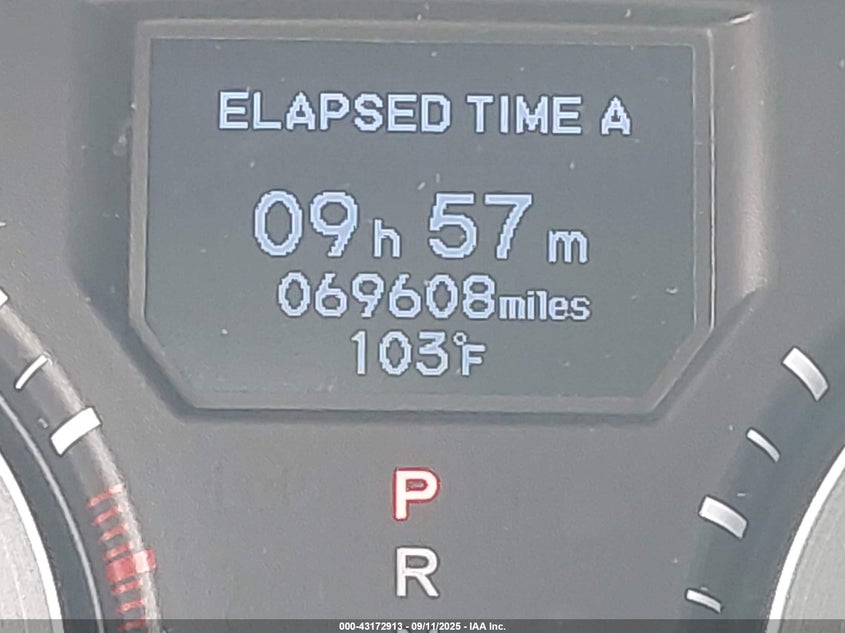 ELAPSED TIME A
09h 57m
069608miles
103°F
P
R
000-43172913 - 09/11/2025 - IAA Inc.